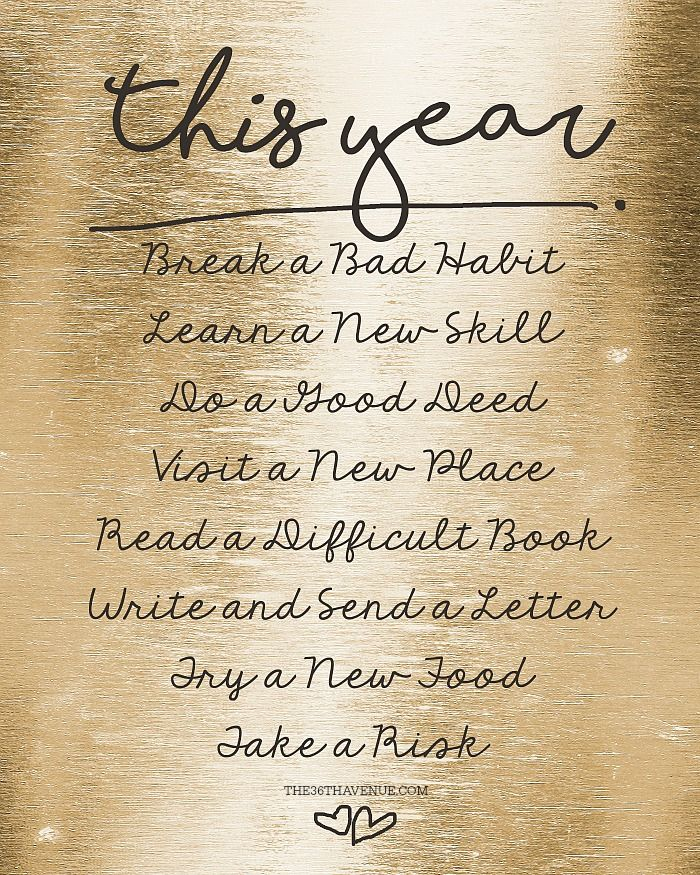 this year.
Break a Bad Habit
Learn a New Skill
Do a Good Deed
Visit a New Place
Read a Difficult Book
Write and Send a Letter
Try a New Food
Take a Risk
THE36THAVENUE.COM